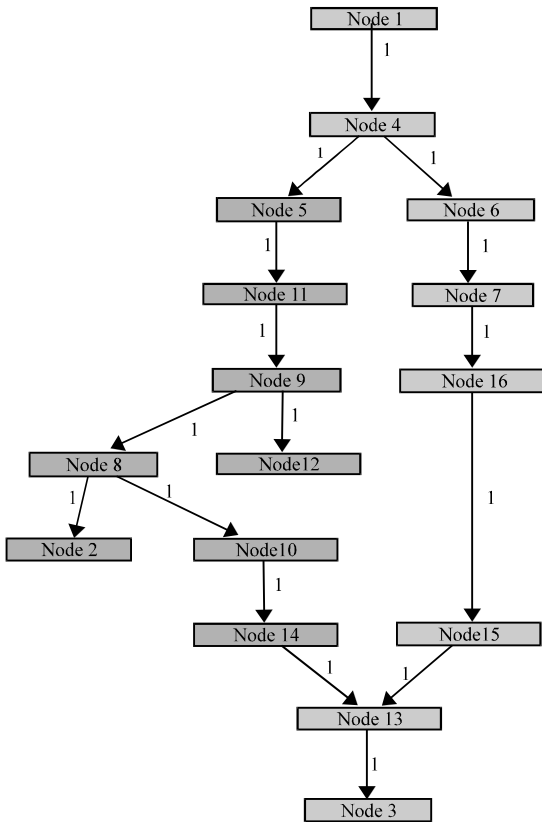 Node 1
1
Node 4
1
1
Node 5
Node 6
1
1
Node 11
Node 7
1
1
Node 9
Node 16
1
1
Node 8
Node12
1
1
1
Node 2
Node10
1
Node 14
Node15
1
1
Node 13
1
Node 3